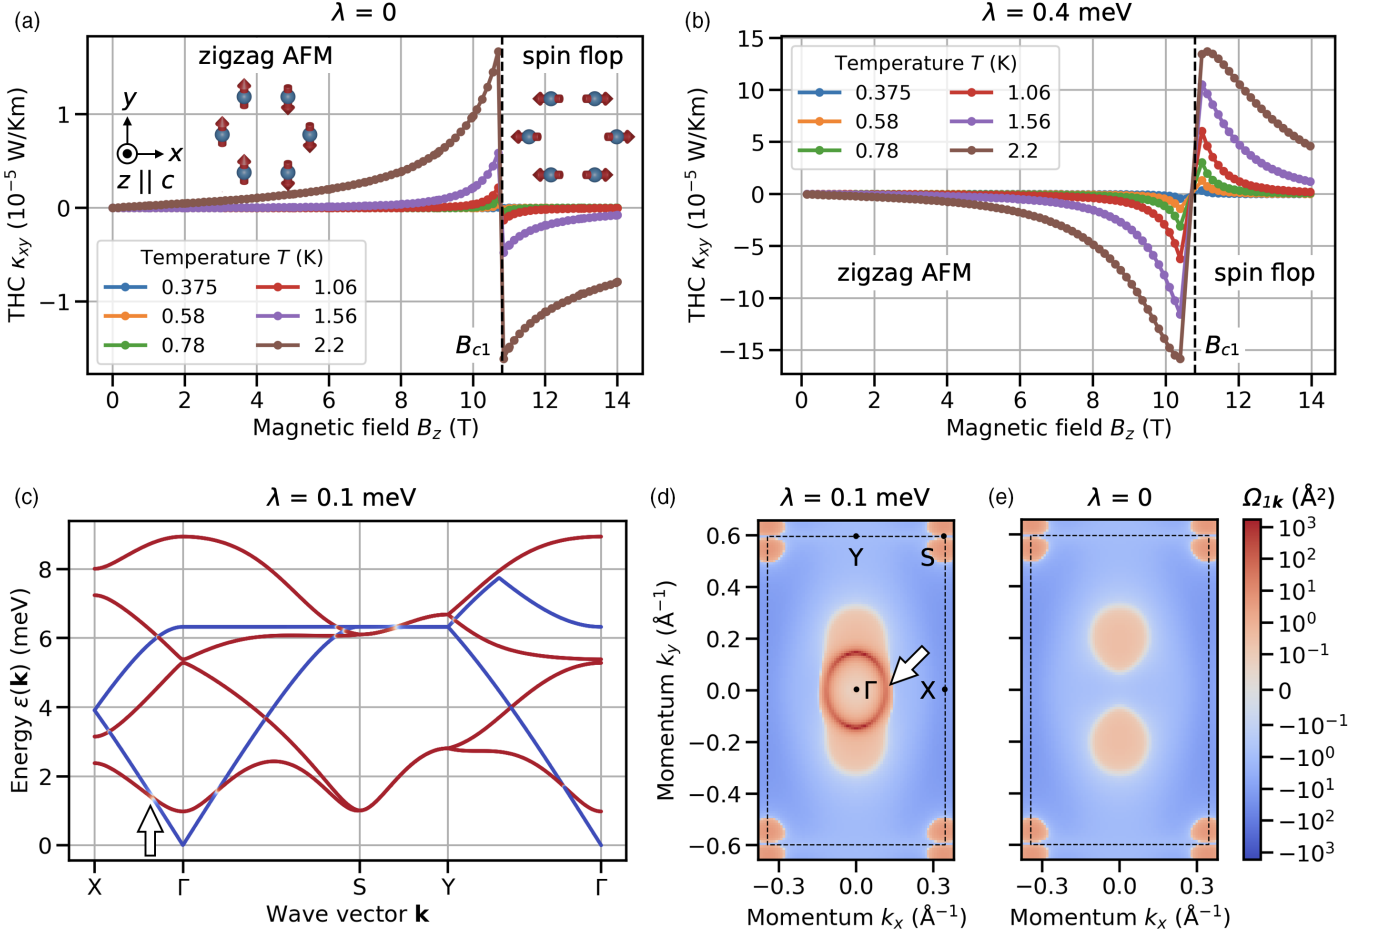 (a)
λ = 0
zigzag AFM
spin flop
y
x
z || c
THC κxy (10⁻⁵ W/Km)
1
0
−1
Temperature T (K)
0.375 1.06
0.58 1.56
0.78 2.2
Bc1
0 2 4 6 8 10 12 14
Magnetic field Bz (T)
(b)
λ = 0.4 meV
THC κxy (10⁻⁵ W/Km)
15
10
5
0
−5
−10
−15
Temperature T (K)
0.375 1.06
0.58 1.56
0.78 2.2
zigzag AFM
spin flop
Bc1
0 2 4 6 8 10 12 14
Magnetic field Bz (T)
(c)
λ = 0.1 meV
Energy ε(k) (meV)
8
6
4
2
0
X Γ S Y Γ
Wave vector k
(d)
λ = 0.1 meV
Momentum ky (Å⁻¹)
0.6
0.4
0.2
0.0
−0.2
−0.4
−0.6
Y S
Γ X
−0.3 0.0 0.3
Momentum kx (Å⁻¹)
(e)
λ = 0
−0.3 0.0 0.3
Momentum kx (Å⁻¹)
Ω1k (Å²)
10³
10²
10¹
10⁰
10⁻¹
0
−10⁻¹
−10⁰
−10¹
−10²
−10³